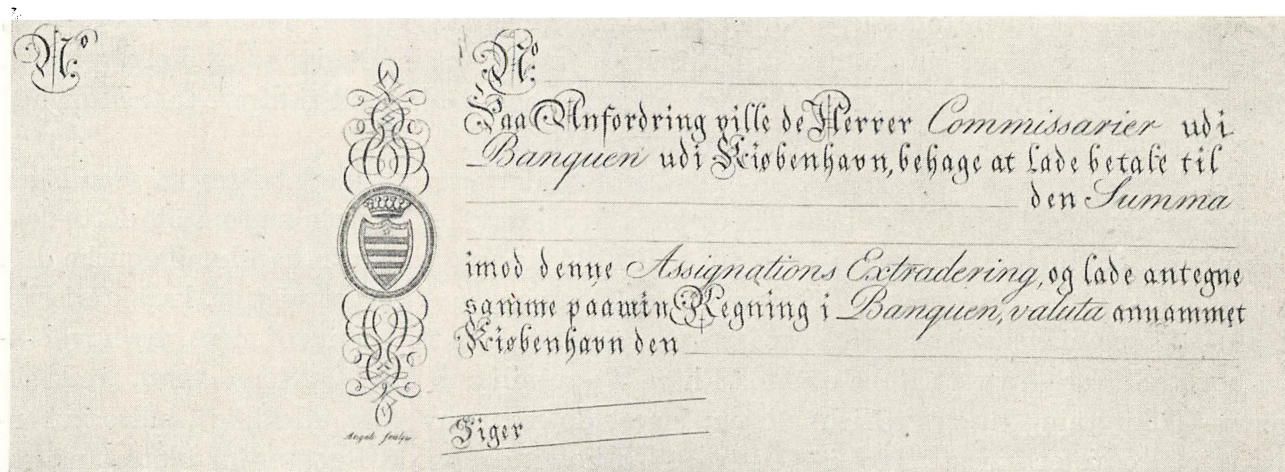 No.
No.
Paa Anfordring ville de Herrer Commissarier udi
Banquen udi Kiøbenhavn, behage at lade betale til
den Summa
imod denne Assignations Extradering, og lade antegne
samme paa min Regning i Banquen, valuta annammet
Kiøbenhavn den
Siger